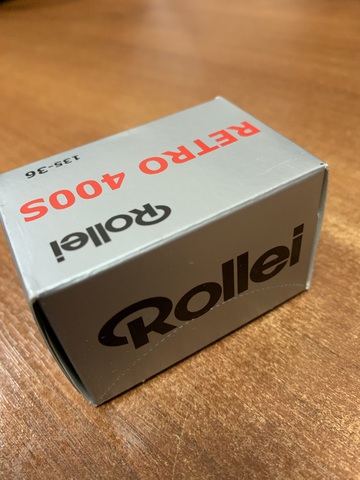 135-36
RETRO 400S
Rollei
Rollei